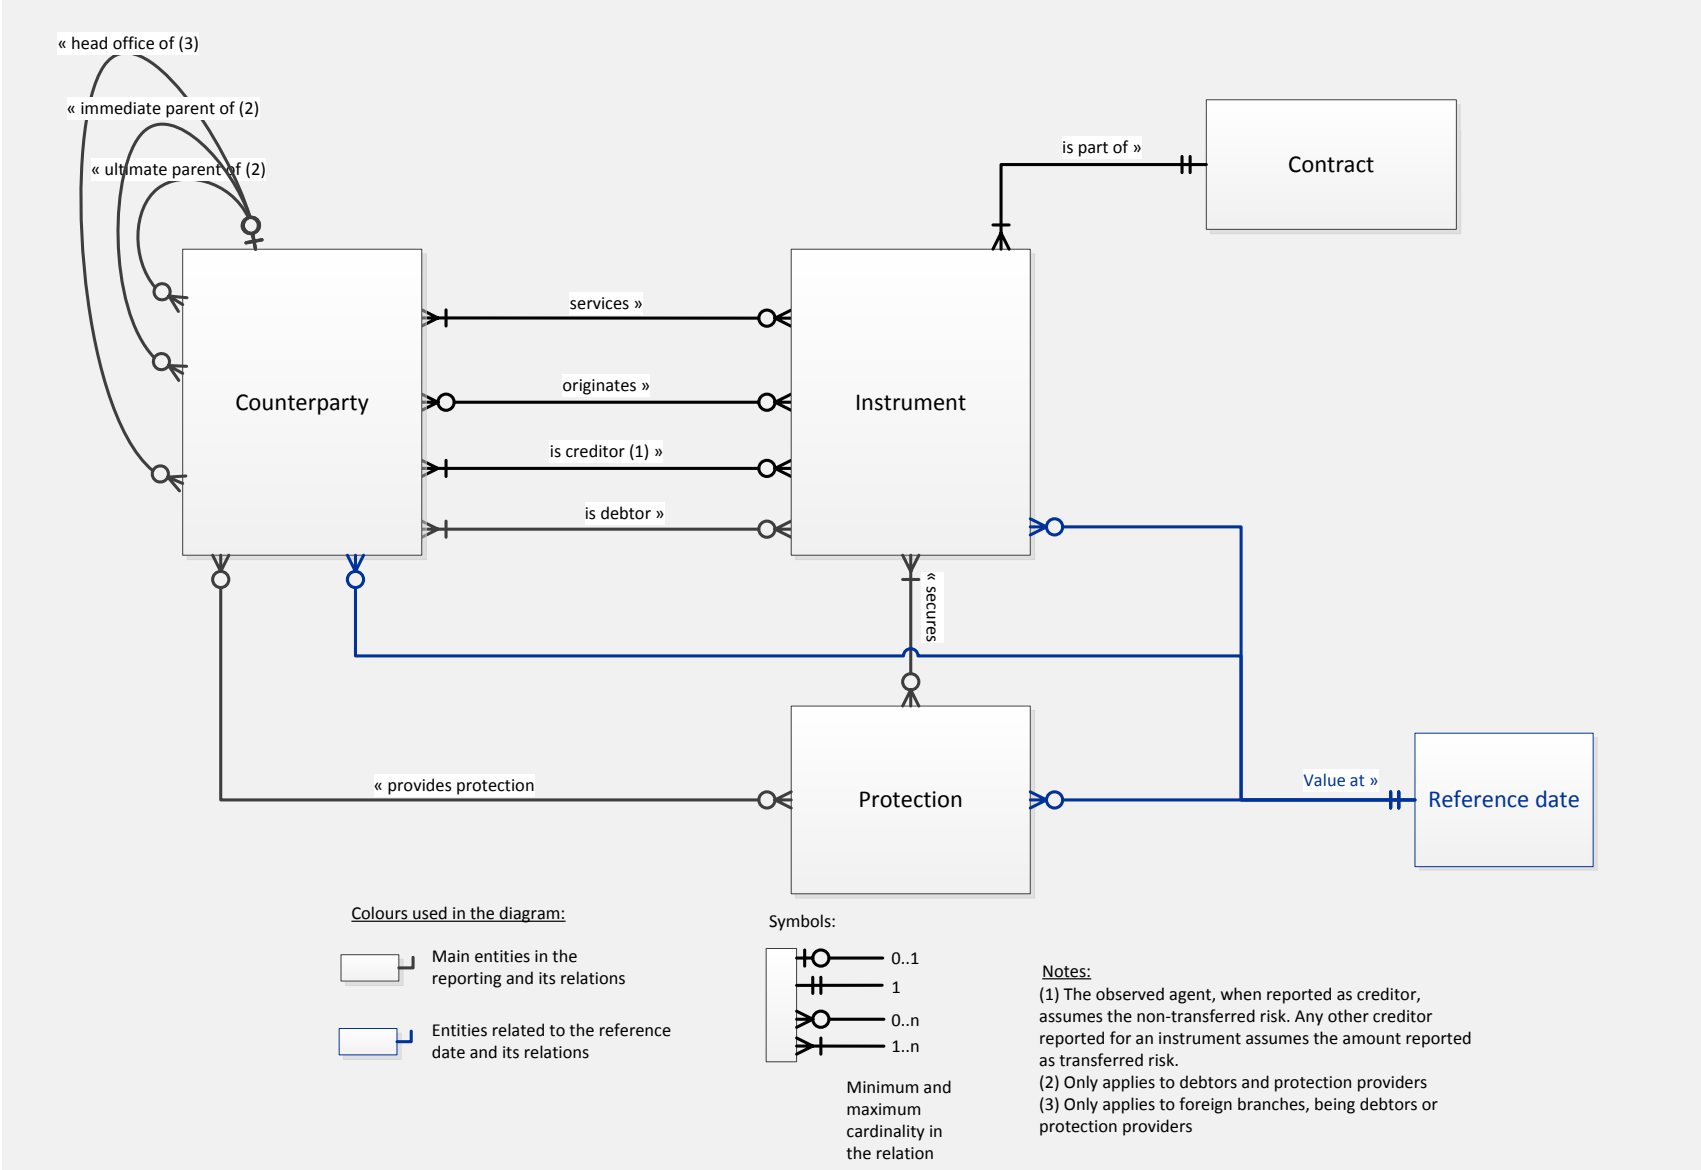 « head office of (3)
« immediate parent of (2)
« ultimate parent of (2)
is part of »
Contract
services »
originates »
Counterparty
Instrument
is creditor (1) »
is debtor »
« secures
« provides protection
Protection
Value at »
Reference date
Colours used in the diagram:
Main entities in the
reporting and its relations
Entities related to the reference
date and its relations
Symbols:
0..1
1
0..n
1..n
Minimum and
maximum
cardinality in
the relation
Notes:
(1) The observed agent, when reported as creditor,
assumes the non-transferred risk. Any other creditor
reported for an instrument assumes the amount reported
as transferred risk.
(2) Only applies to debtors and protection providers
(3) Only applies to foreign branches, being debtors or
protection providers